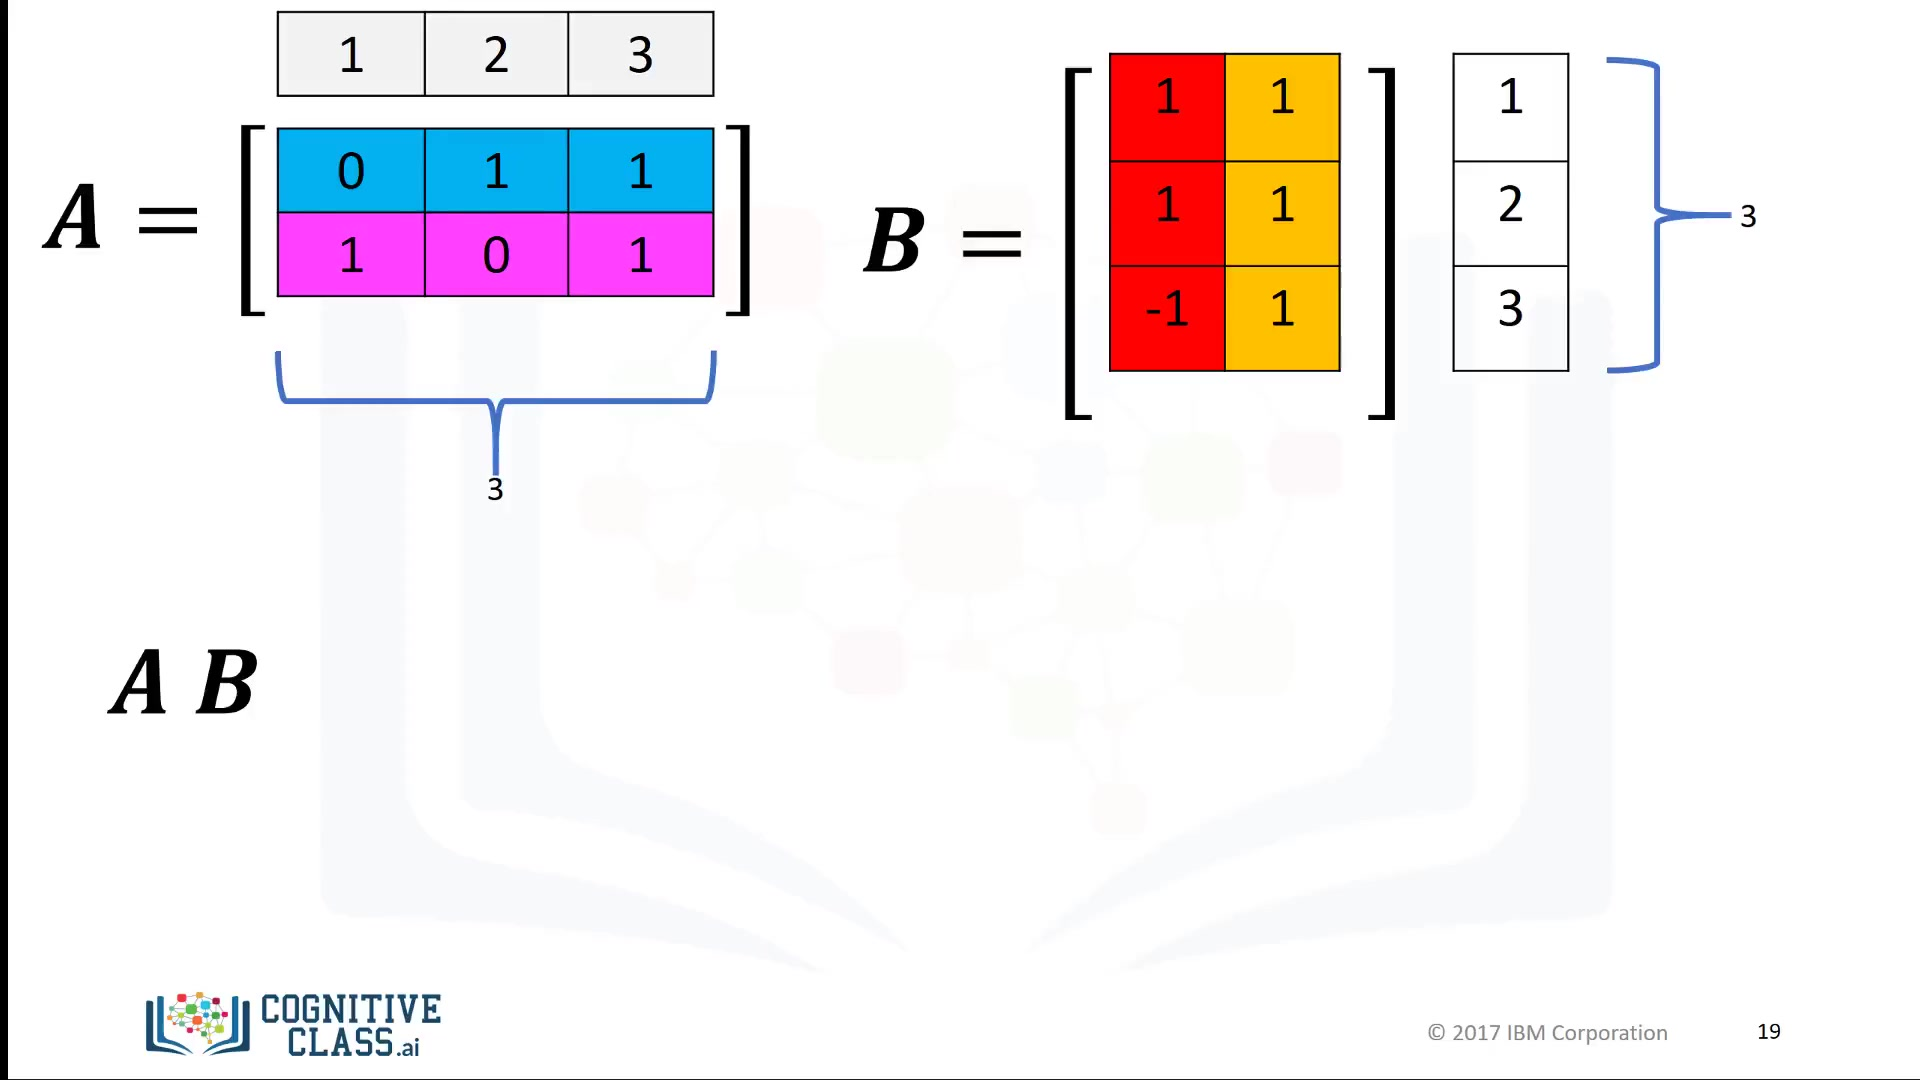 1 2 3
A = [ 0 1 1
1 0 1 ]
3
B = [ 1 1
1 1
-1 1 ]
1
2
3
3
A B
COGNITIVE
CLASS.ai
© 2017 IBM Corporation 19